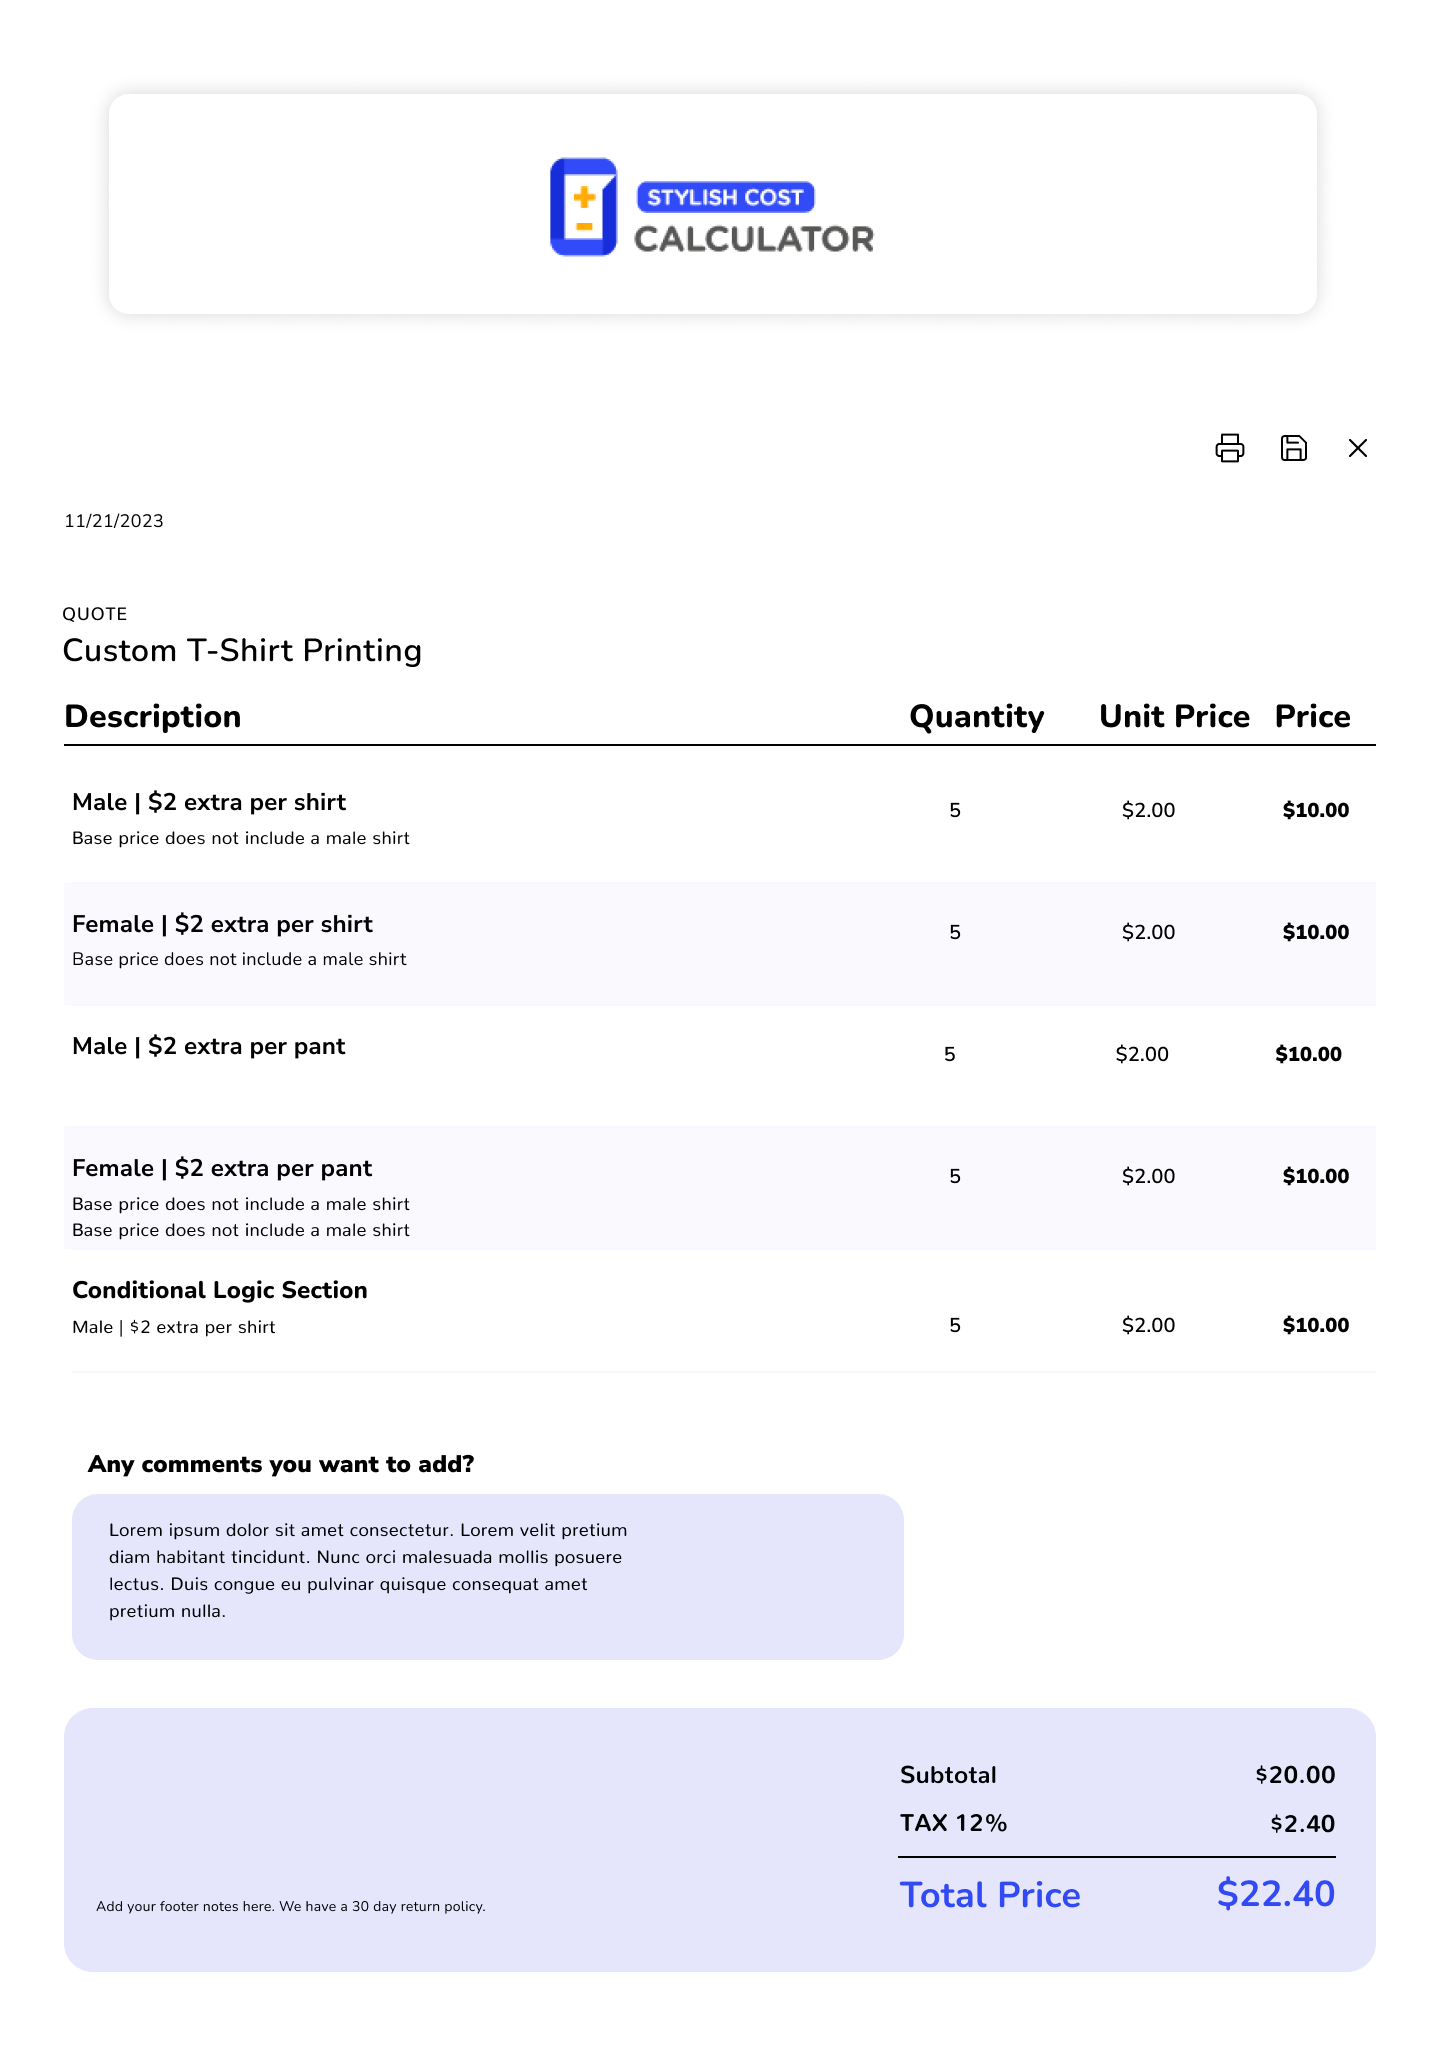 STYLISH COST
CALCULATOR
11/21/2023
QUOTE
Custom T-Shirt Printing
Description Quantity Unit Price Price
Male | $2 extra per shirt 5 $2.00 $10.00
Base price does not include a male shirt
Female | $2 extra per shirt 5 $2.00 $10.00
Base price does not include a male shirt
Male | $2 extra per pant 5 $2.00 $10.00
Female | $2 extra per pant 5 $2.00 $10.00
Base price does not include a male shirt
Base price does not include a male shirt
Conditional Logic Section
Male | $2 extra per shirt 5 $2.00 $10.00
Any comments you want to add?
Lorem ipsum dolor sit amet consectetur. Lorem velit pretium
diam habitant tincidunt. Nunc orci malesuada mollis posuere
lectus. Duis congue eu pulvinar quisque consequat amet
pretium nulla.
Subtotal $20.00
TAX 12% $2.40
Total Price $22.40
Add your footer notes here. We have a 30 day return policy.